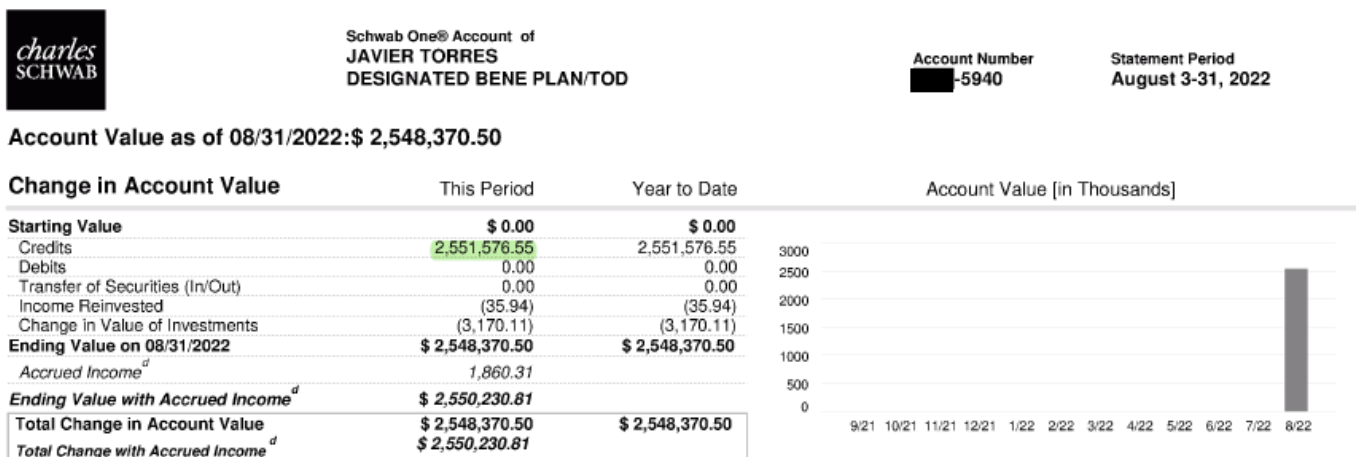 charles
SCHWAB
Schwab One® Account of
JAVIER TORRES
DESIGNATED BENE PLAN/TOD
Account Number
-5940
Statement Period
August 3-31, 2022
Account Value as of 08/31/2022:$ 2,548,370.50
Change in Account Value This Period Year to Date
Starting Value $ 0.00 $ 0.00
Credits 2,551,576.55 2,551,576.55
Debits 0.00 0.00
Transfer of Securities (In/Out) 0.00 0.00
Income Reinvested (35.94) (35.94)
Change in Value of Investments (3,170.11) (3,170.11)
Ending Value on 08/31/2022 $ 2,548,370.50 $ 2,548,370.50
Accrued Income d 1,860.31
Ending Value with Accrued Income d $ 2,550,230.81
Total Change in Account Value $ 2,548,370.50 $ 2,548,370.50
Total Change with Accrued Income d $ 2,550,230.81
Account Value [in Thousands]
3000
2500
2000
1500
1000
500
0
9/21 10/21 11/21 12/21 1/22 2/22 3/22 4/22 5/22 6/22 7/22 8/22